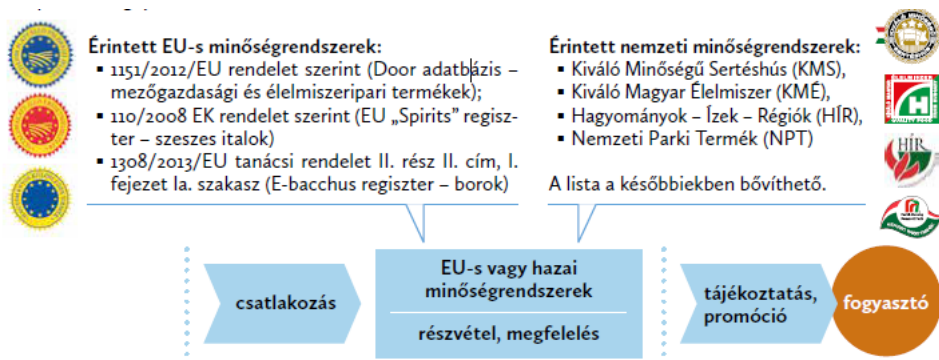 Érintett EU-s minőségrendszerek:
▪ 1151/2012/EU rendelet szerint (Door adatbázis –
mezőgazdasági és élelmiszeripari termékek);
▪ 110/2008 EK rendelet szerint (EU „Spirits” regisz-
ter – szeszes italok)
▪ 1308/2013/EU tanácsi rendelet II. rész II. cím, I.
fejezet Ia. szakasz (E-bacchus regiszter – borok)
Érintett nemzeti minőségrendszerek:
▪ Kiváló Minőségű Sertéshús (KMS),
▪ Kiváló Magyar Élelmiszer (KMÉ),
▪ Hagyományok – Ízek – Régiók (HÍR),
▪ Nemzeti Parki Termék (NPT)
A lista a későbbiekben bővíthető.
HÍR
csatlakozás
EU-s vagy hazai
minőségrendszerek
részvétel, megfelelés
tájékoztatás,
promóció
fogyasztó